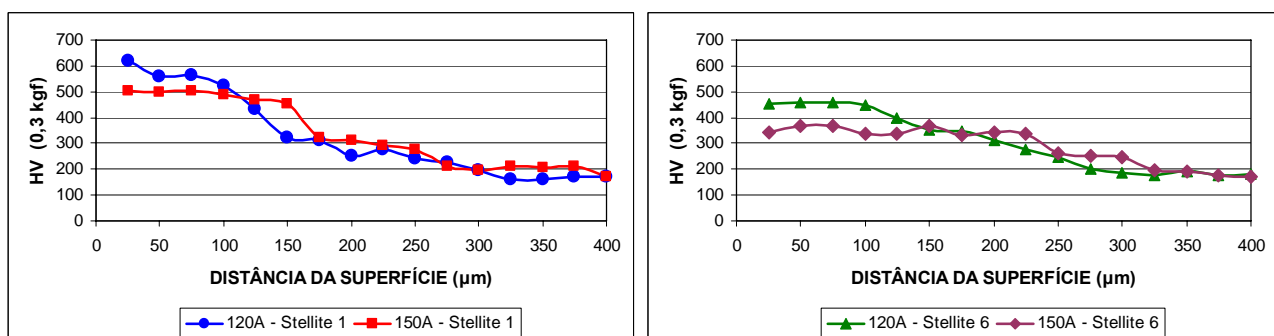 700
600
500
400
300
200
100
0
HV (0,3 kgf)
0 50 100 150 200 250 300 350 400
DISTÂNCIA DA SUPERFÍCIE (µm)
120A - Stellite 1 150A - Stellite 1
700
600
500
400
300
200
100
0
HV (0,3 kgf)
0 50 100 150 200 250 300 350 400
DISTÂNCIA DA SUPERFÍCIE (µm)
120A - Stellite 6 150A - Stellite 6